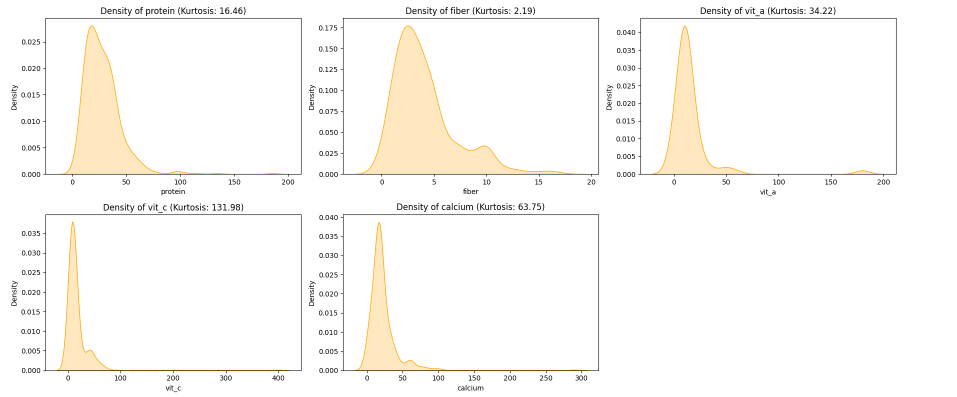 Density of protein (Kurtosis: 16.46)
Density
0.025
0.020
0.015
0.010
0.005
0.000
0 50 100 150 200
protein
Density of fiber (Kurtosis: 2.19)
Density
0.175
0.150
0.125
0.100
0.075
0.050
0.025
0.000
0 5 10 15 20
fiber
Density of vit_a (Kurtosis: 34.22)
Density
0.040
0.035
0.030
0.025
0.020
0.015
0.010
0.005
0.000
0 50 100 150 200
vit_a
Density of vit_c (Kurtosis: 131.98)
Density
0.035
0.030
0.025
0.020
0.015
0.010
0.005
0.000
0 100 200 300 400
vit_c
Density of calcium (Kurtosis: 63.75)
Density
0.040
0.035
0.030
0.025
0.020
0.015
0.010
0.005
0.000
0 50 100 150 200 250 300
calcium